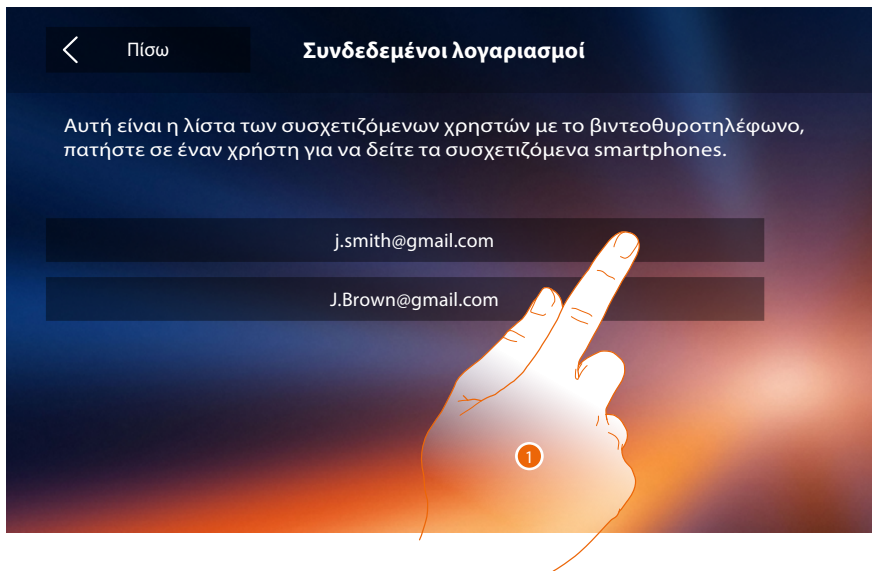 Πίσω
Συνδεδεμένοι λογαριασμοί
Αυτή είναι η λίστα των συσχετιζόμενων χρηστών με το βιντεοθυροτηλέφωνο,
πατήστε σε έναν χρήστη για να δείτε τα συσχετιζόμενα smartphones.
j.smith@gmail.com
J.Brown@gmail.com
1